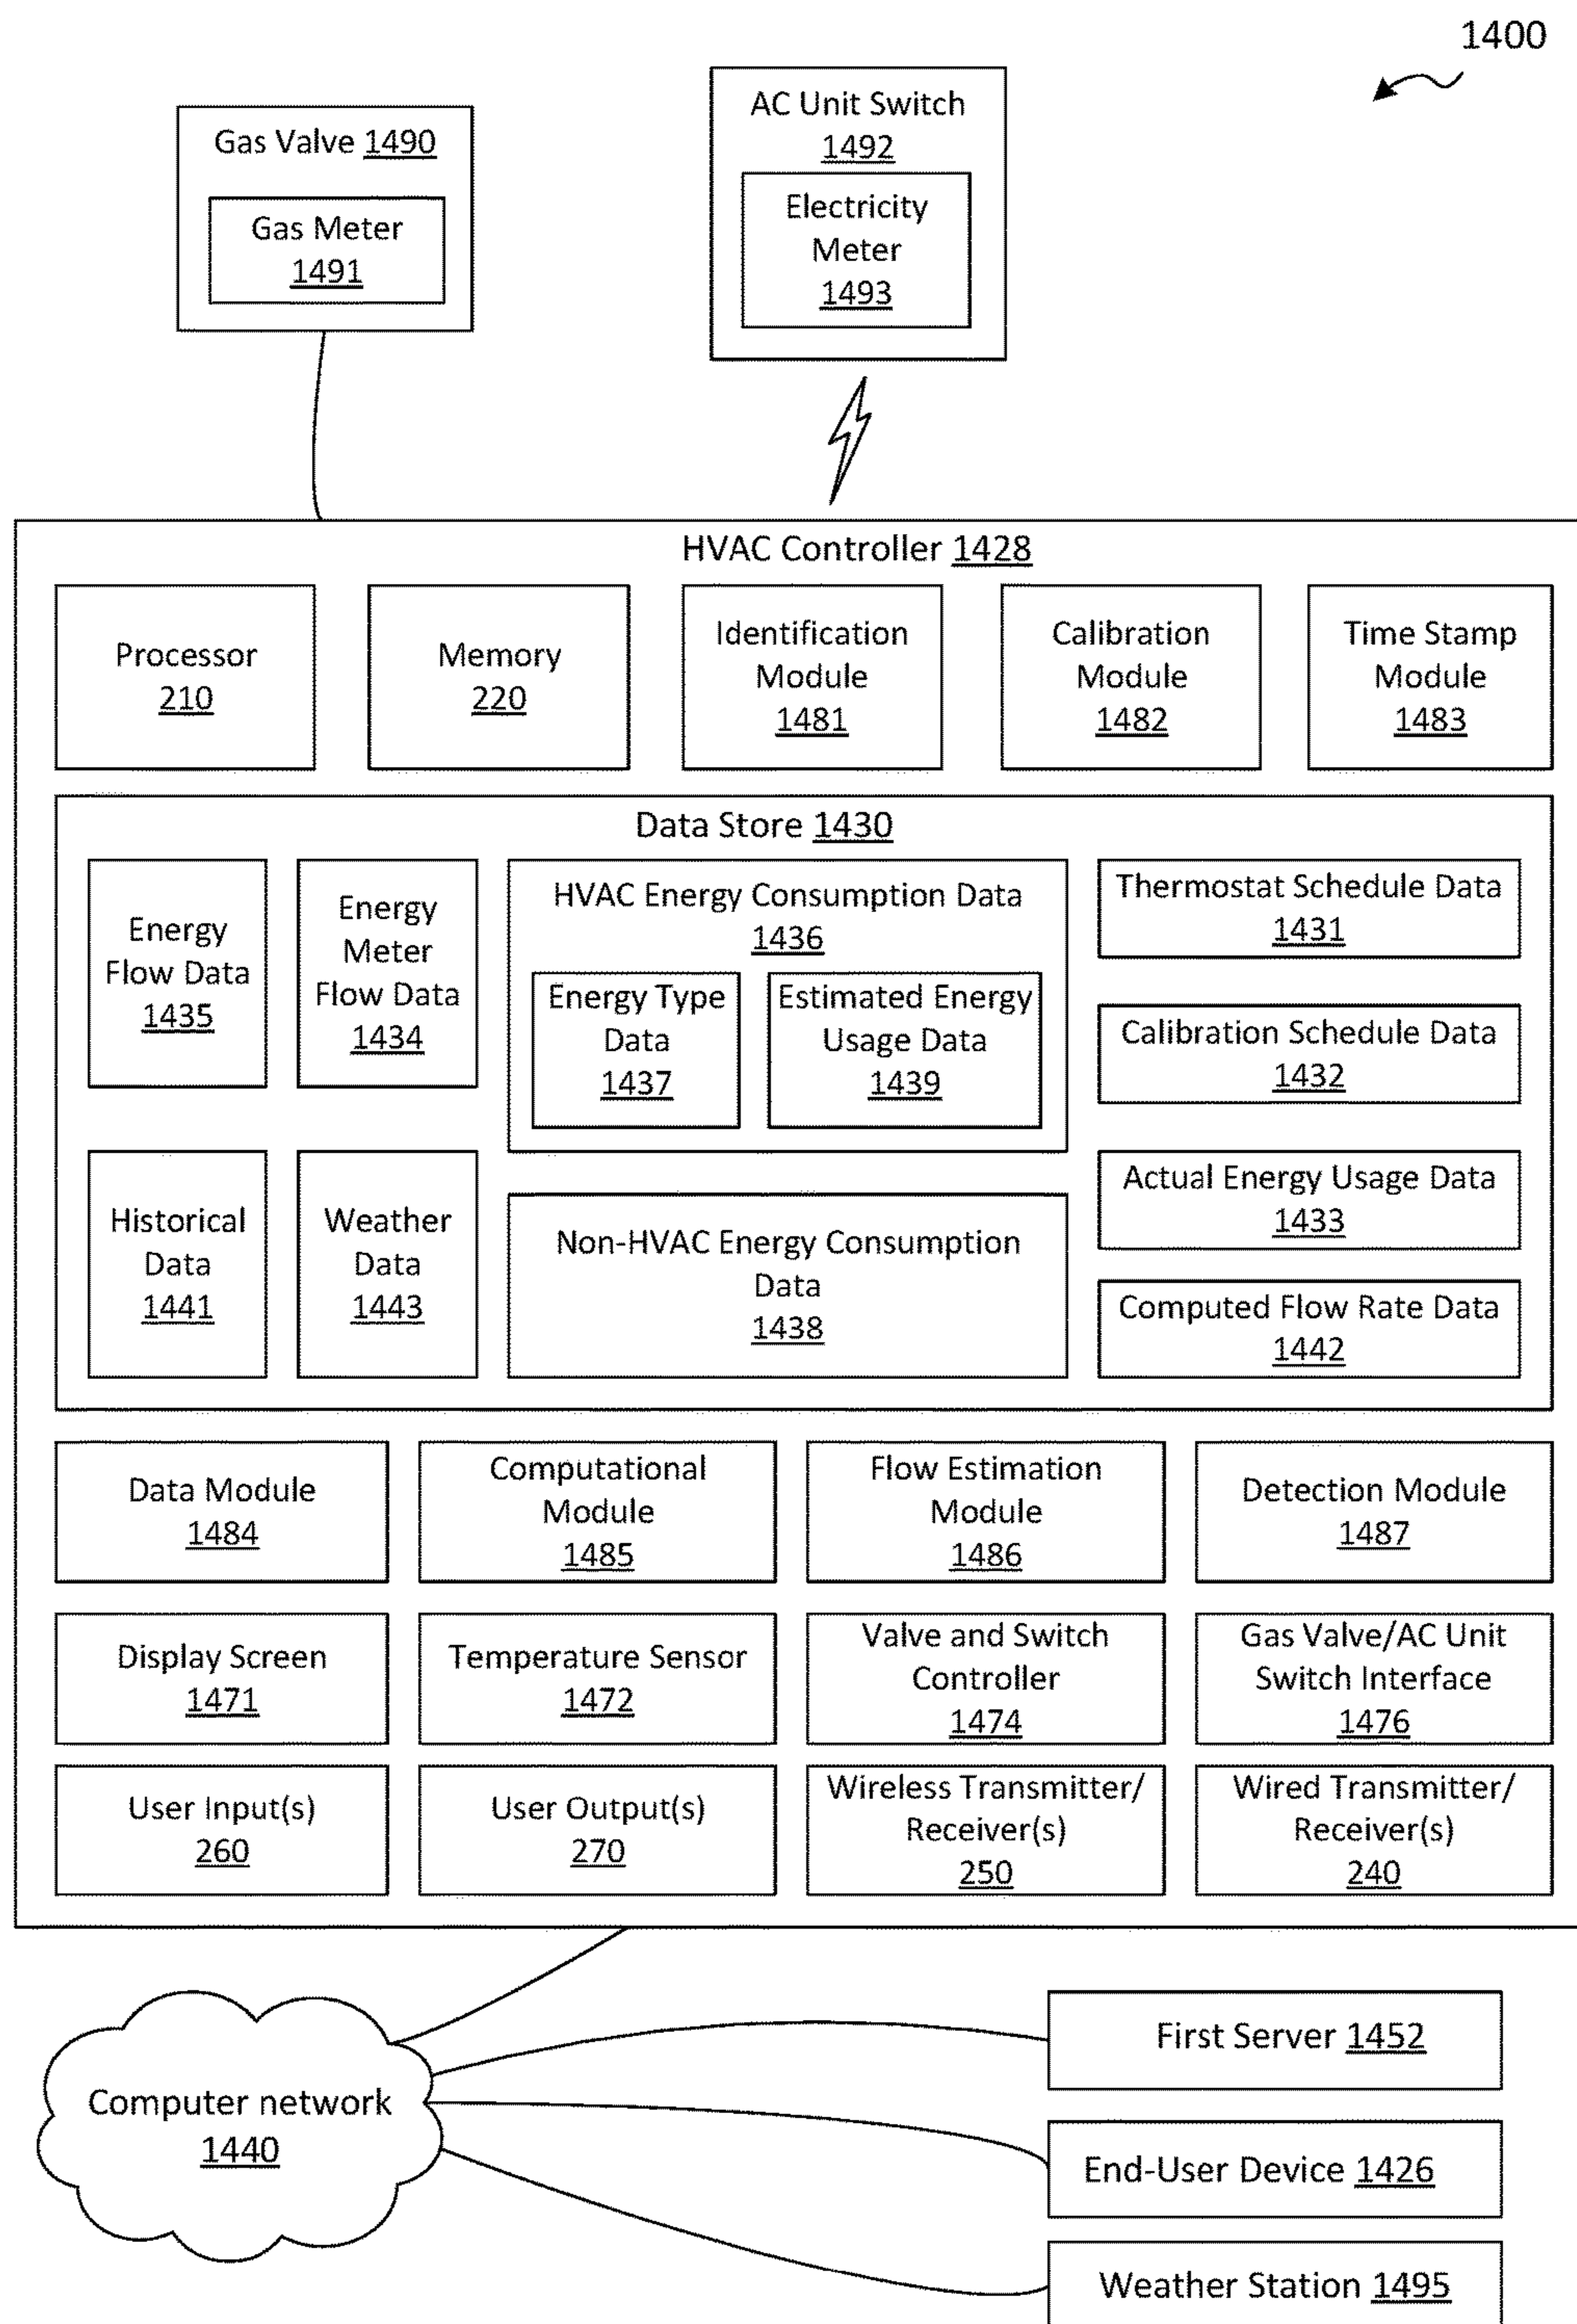 1400
Gas Valve 1490
Gas Meter
1491
AC Unit Switch
1492
Electricity
Meter
1493
HVAC Controller 1428
Processor
210
Memory
220
Identification
Module
1481
Calibration
Module
1482
Time Stamp
Module
1483
Data Store 1430
Energy
Flow Data
1435
Energy
Meter
Flow Data
1434
HVAC Energy Consumption Data
1436
Energy Type
Data
1437
Estimated Energy
Usage Data
1439
Thermostat Schedule Data
1431
Calibration Schedule Data
1432
Historical
Data
1441
Weather
Data
1443
Non-HVAC Energy Consumption
Data
1438
Actual Energy Usage Data
1433
Computed Flow Rate Data
1442
Data Module
1484
Computational
Module
1485
Flow Estimation
Module
1486
Detection Module
1487
Display Screen
1471
Temperature Sensor
1472
Valve and Switch
Controller
1474
Gas Valve/AC Unit
Switch Interface
1476
User Input(s)
260
User Output(s)
270
Wireless Transmitter/
Receiver(s)
250
Wired Transmitter/
Receiver(s)
240
Computer network
1440
First Server 1452
End-User Device 1426
Weather Station 1495